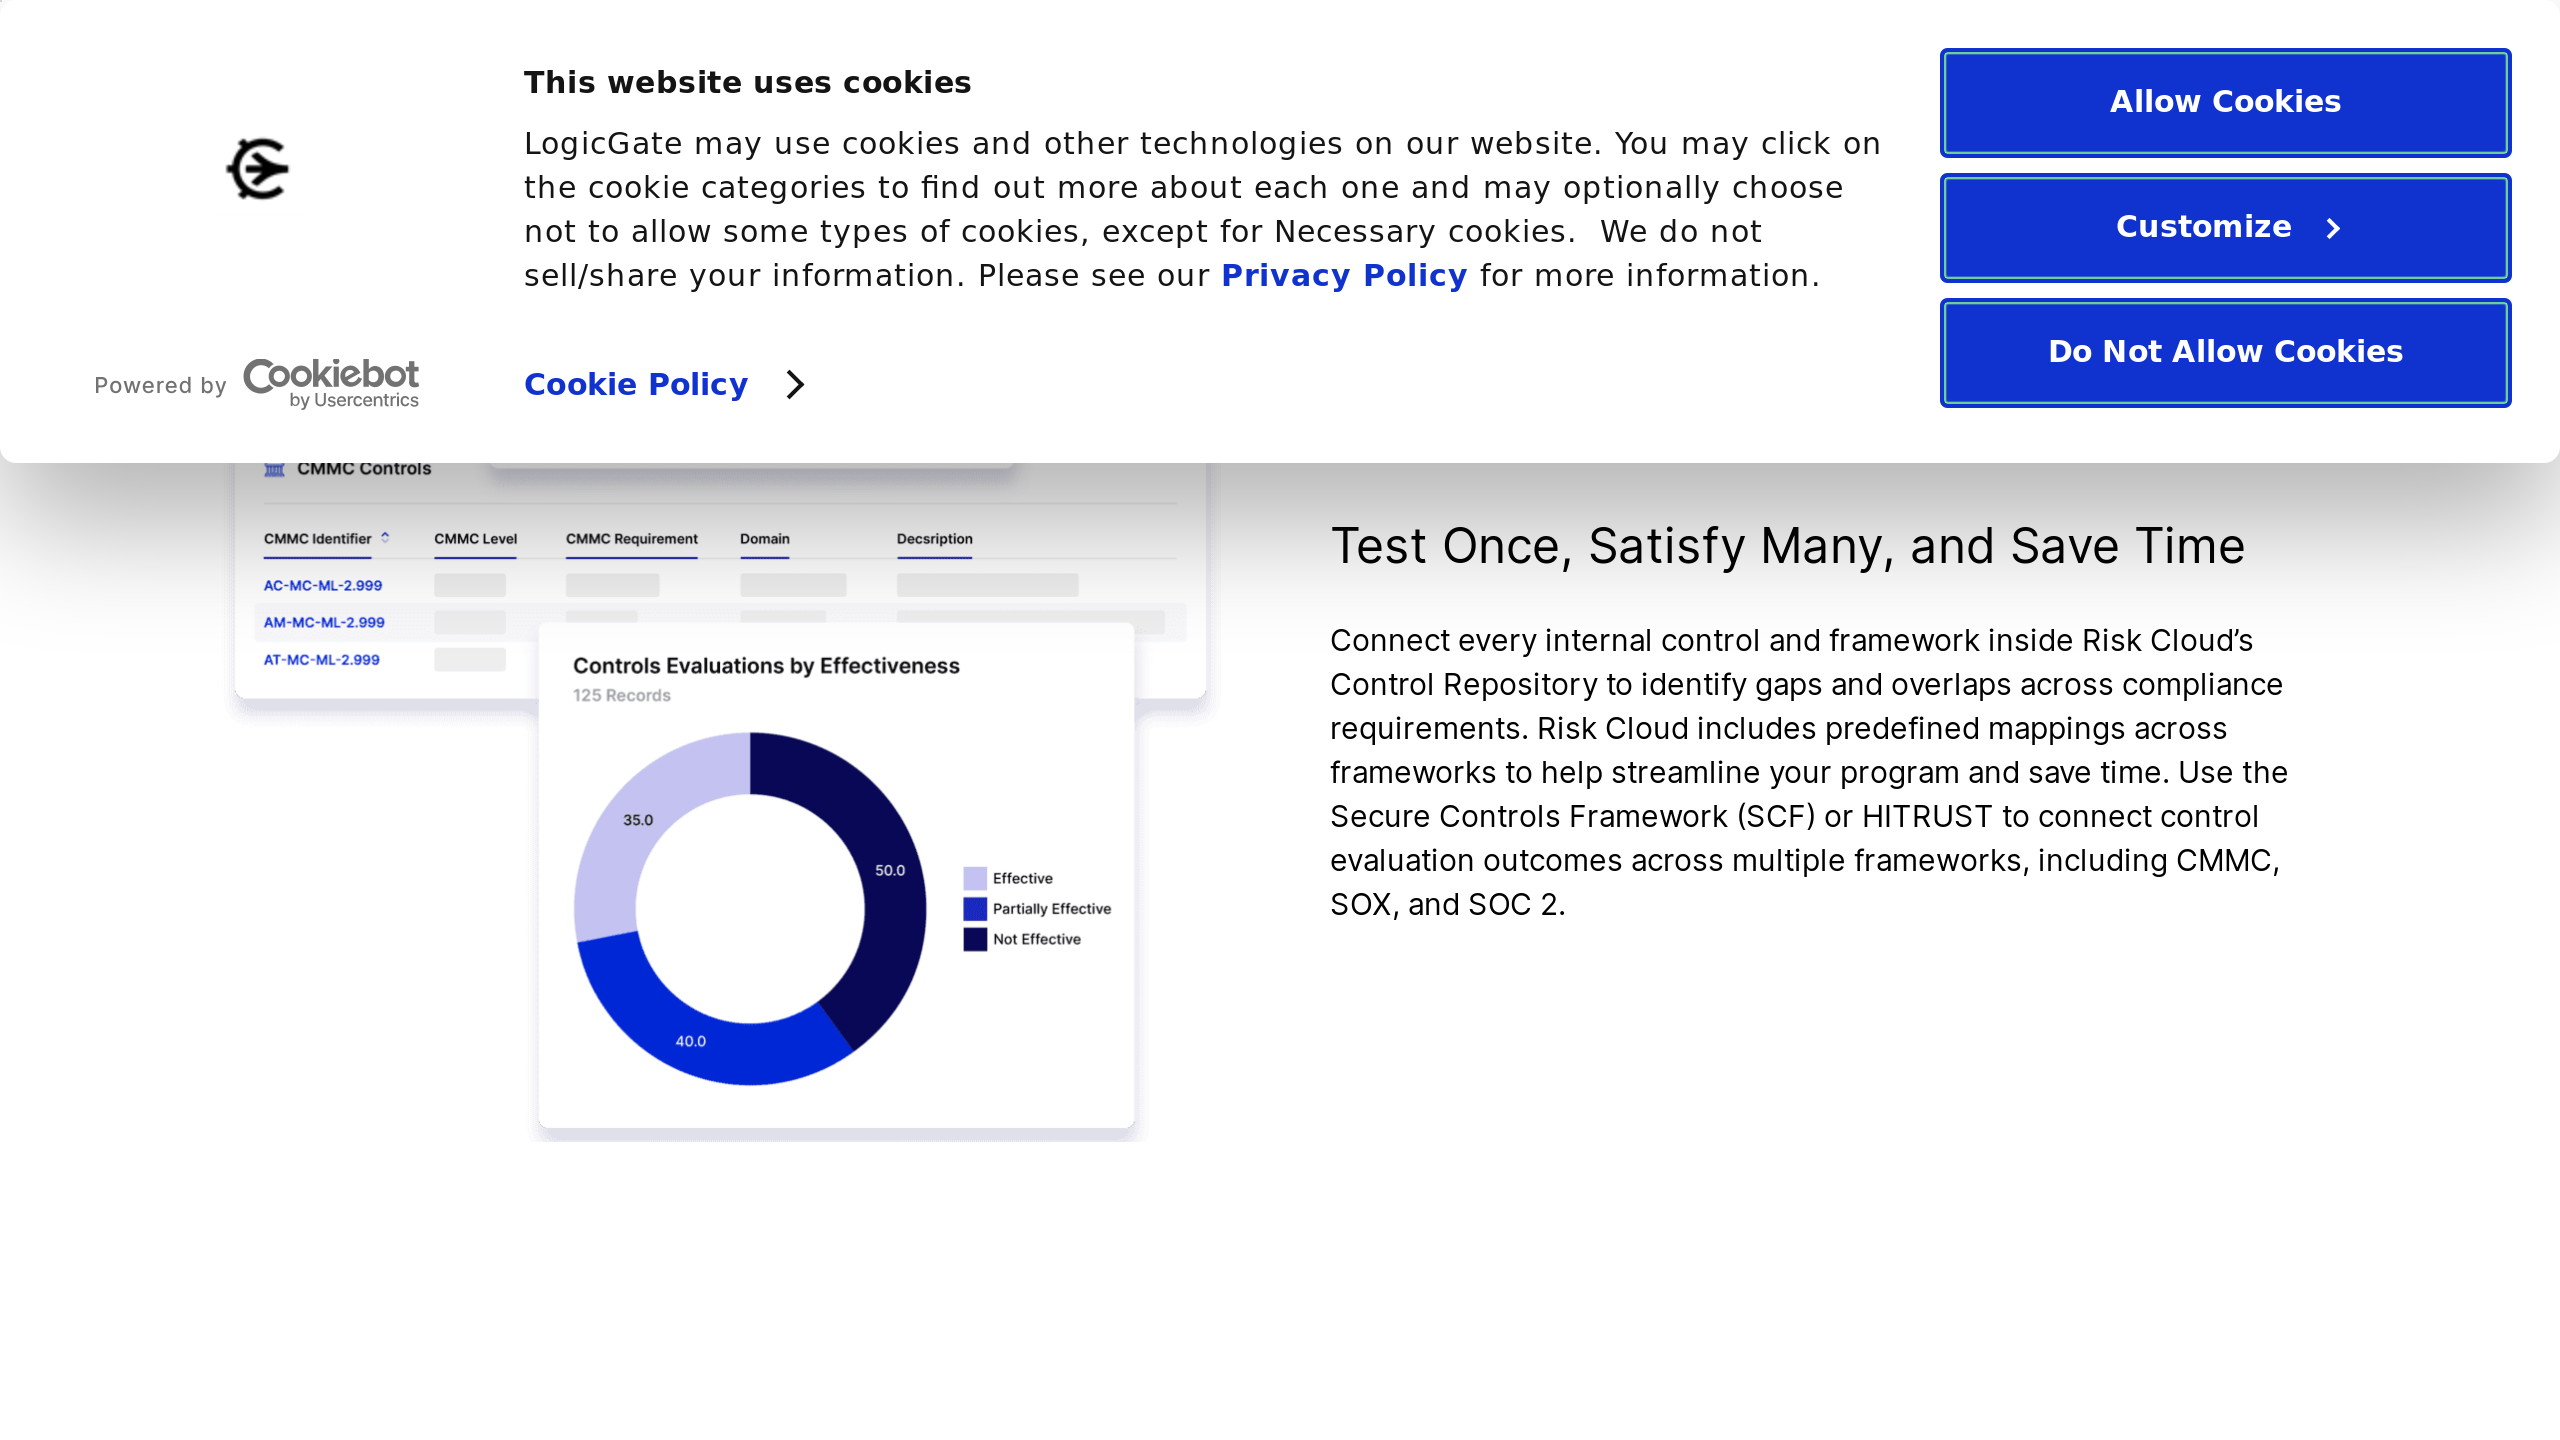 This website uses cookies
LogicGate may use cookies and other technologies on our website. You may click on
the cookie categories to find out more about each one and may optionally choose
not to allow some types of cookies, except for Necessary cookies.  We do not
sell/share your information. Please see our Privacy Policy for more information.
Powered by Cookiebot
by Usercentrics
Cookie Policy
Allow Cookies
Customize
Do Not Allow Cookies
CMMC Controls
CMMC Identifier CMMC Level CMMC Requirement Domain Decsription
AC-MC-ML-2.999
AM-MC-ML-2.999
AT-MC-ML-2.999
Controls Evaluations by Effectiveness
125 Records
35.0
50.0
40.0
Effective
Partially Effective
Not Effective
Test Once, Satisfy Many, and Save Time
Connect every internal control and framework inside Risk Cloud’s
Control Repository to identify gaps and overlaps across compliance
requirements. Risk Cloud includes predefined mappings across
frameworks to help streamline your program and save time. Use the
Secure Controls Framework (SCF) or HITRUST to connect control
evaluation outcomes across multiple frameworks, including CMMC,
SOX, and SOC 2.